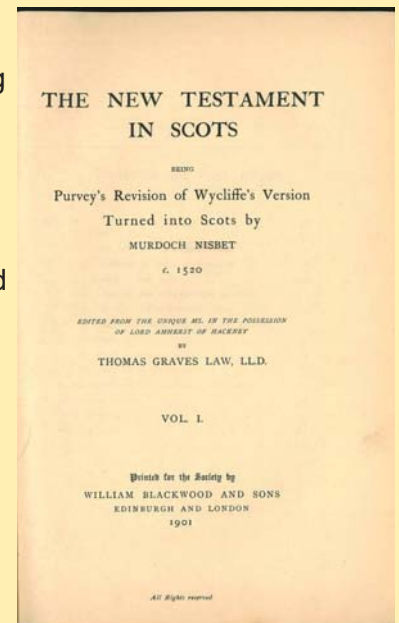 g
THE NEW TESTAMENT
IN SCOTS
BEING
Purvey's Revision of Wycliffe's Version
Turned into Scots by
MURDOCH NISBET
c. 1520
d
EDITED FROM THE UNIQUE MS. IN THE POSSESSION
OF LORD AMHERST OF HACKNEY
BY
THOMAS GRAVES LAW, LL.D.
VOL. I.
Printed for the Society by
WILLIAM BLACKWOOD AND SONS
EDINBURGH AND LONDON
1901
All Rights reserved